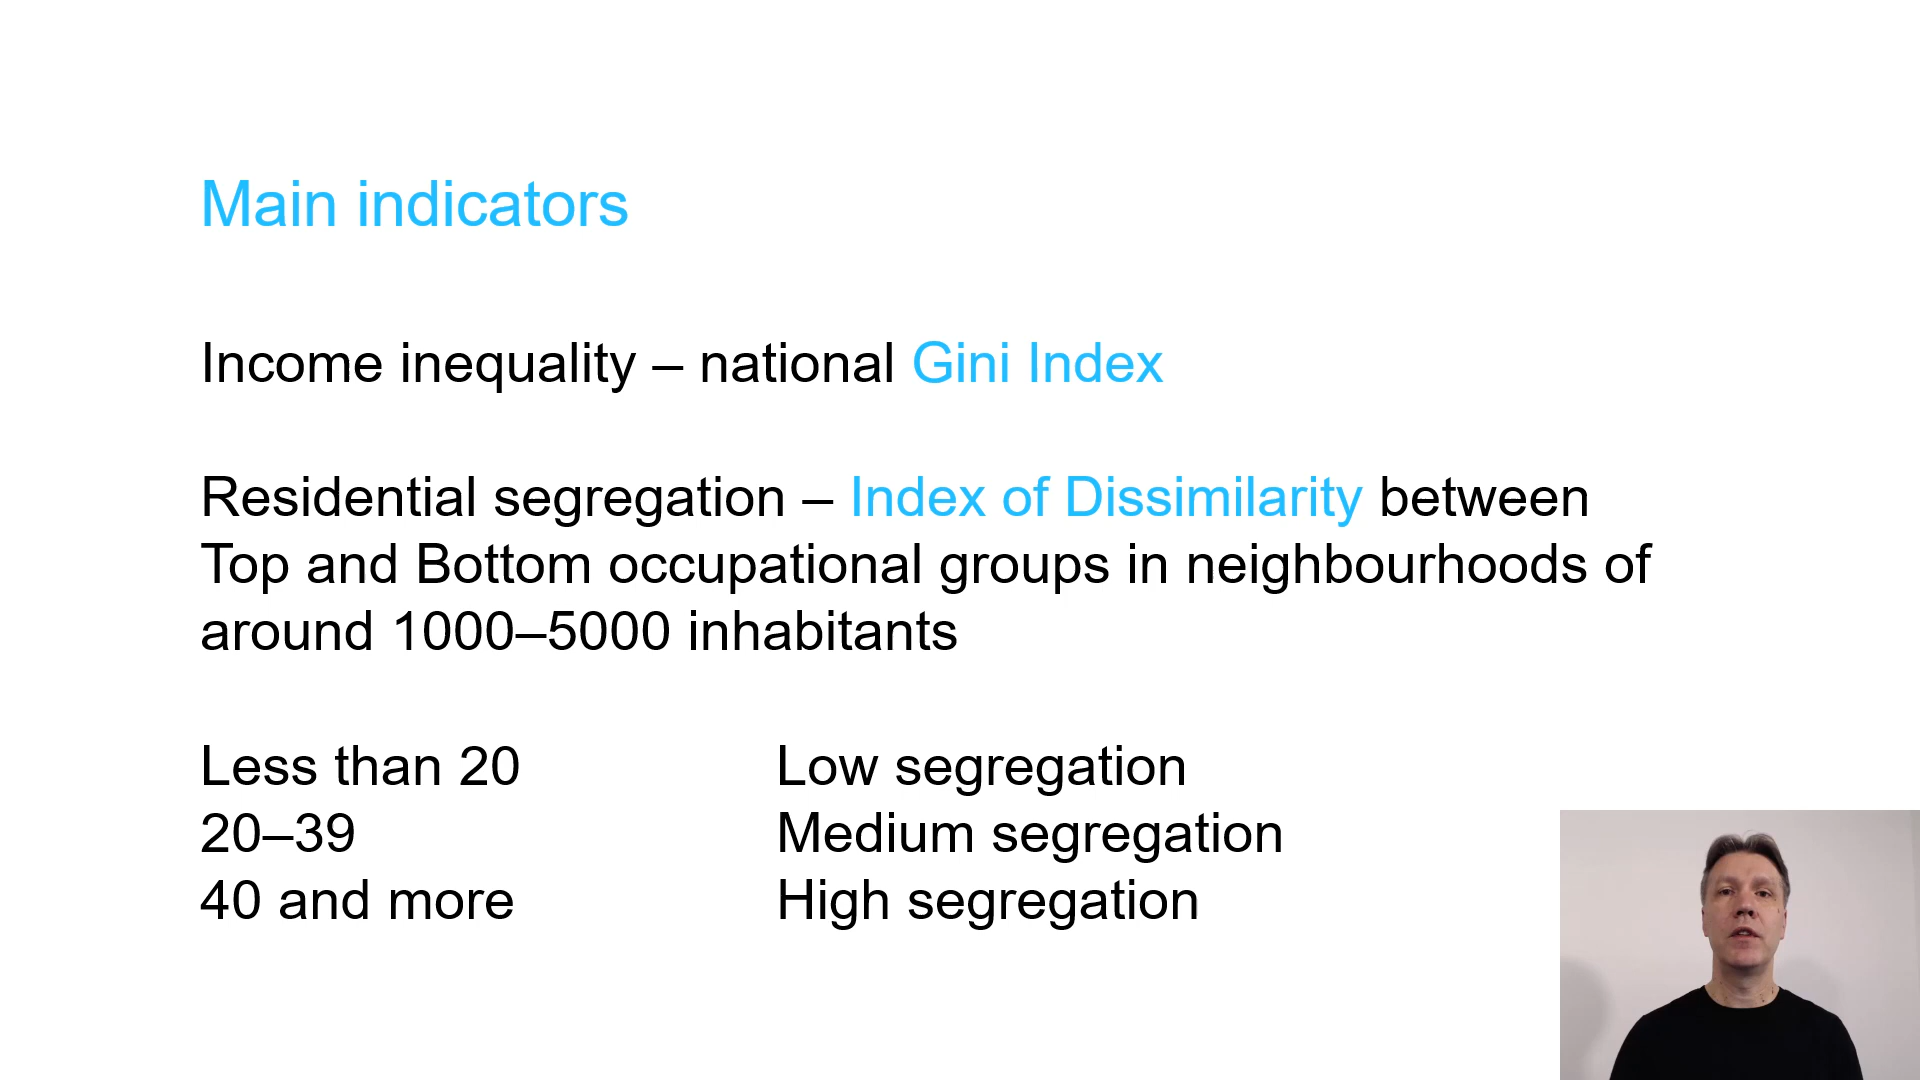 Main indicators
Income inequality – national Gini Index
Residential segregation – Index of Dissimilarity between
Top and Bottom occupational groups in neighbourhoods of
around 1000–5000 inhabitants
Less than 20 Low segregation
20–39 Medium segregation
40 and more High segregation